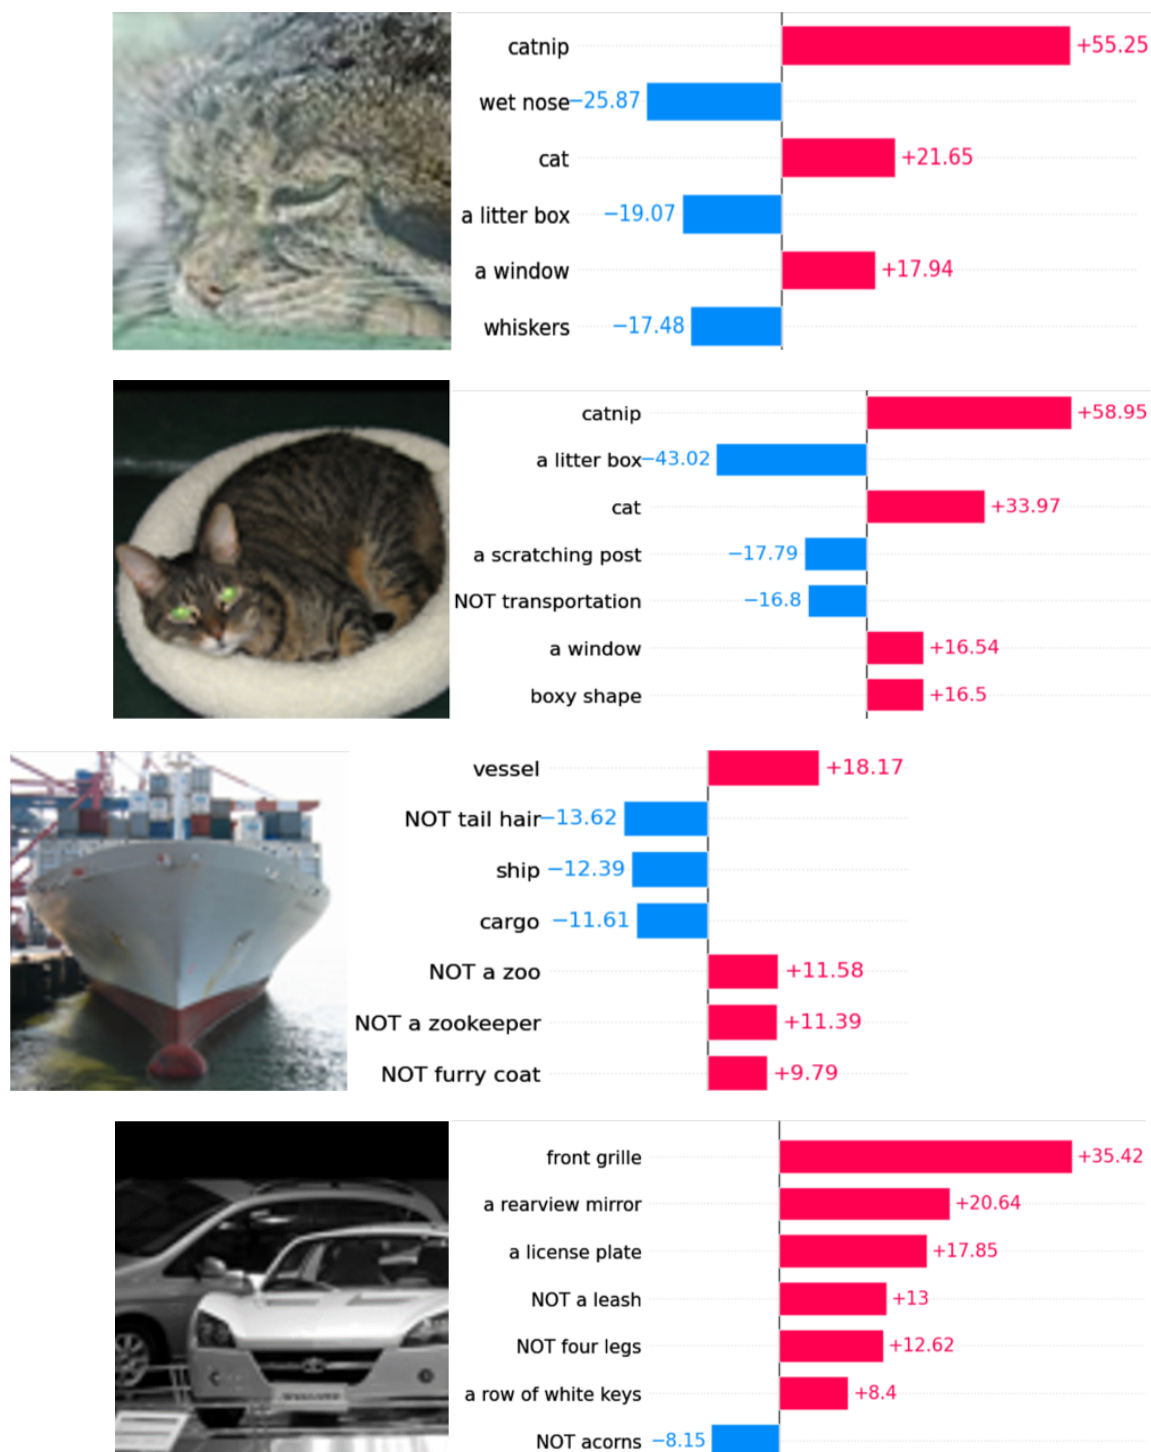 catnip +55.25
wet nose −25.87
cat +21.65
a litter box −19.07
a window +17.94
whiskers −17.48
catnip +58.95
a litter box −43.02
cat +33.97
a scratching post −17.79
NOT transportation −16.8
a window +16.54
boxy shape +16.5
vessel +18.17
NOT tail hair −13.62
ship −12.39
cargo −11.61
NOT a zoo +11.58
NOT a zookeeper +11.39
NOT furry coat +9.79
front grille +35.42
a rearview mirror +20.64
a license plate +17.85
NOT a leash +13
NOT four legs +12.62
a row of white keys +8.4
NOT acorns −8.15